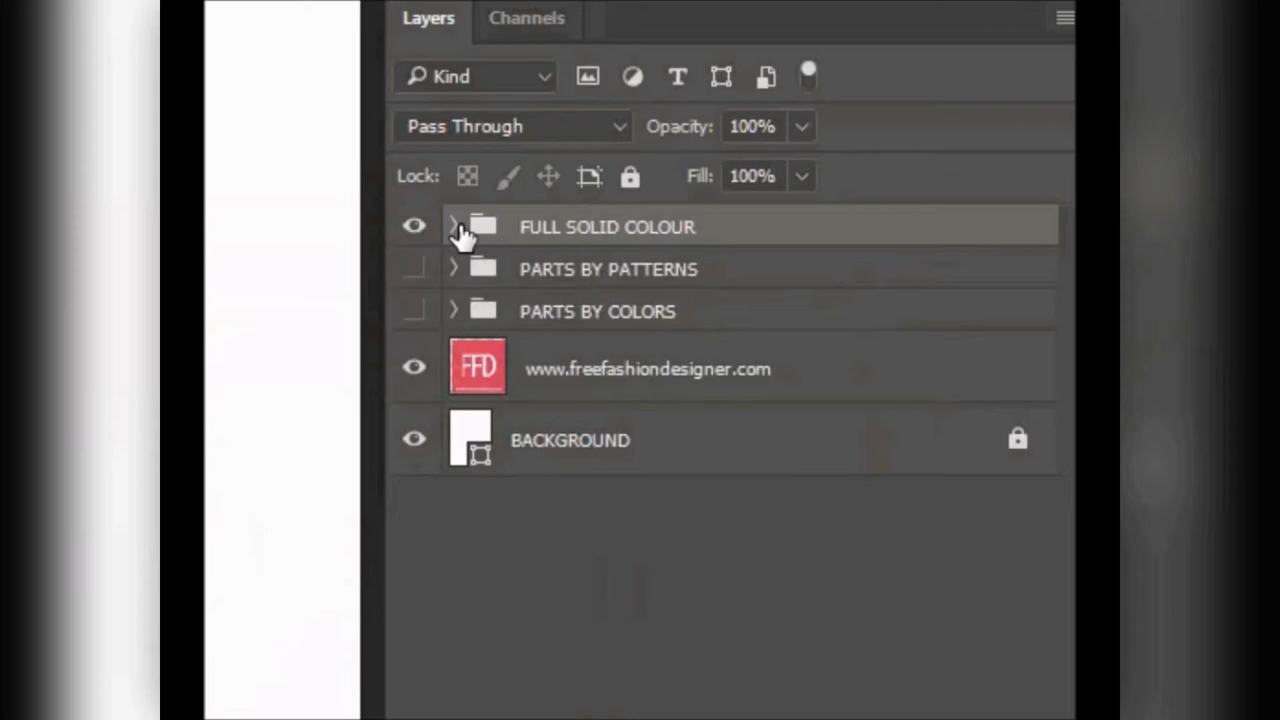 Layers Channels
Kind T
Pass Through Opacity: 100%
Lock: Fill: 100%
FULL SOLID COLOUR
PARTS BY PATTERNS
PARTS BY COLORS
FFD www.freefashiondesigner.com
BACKGROUND